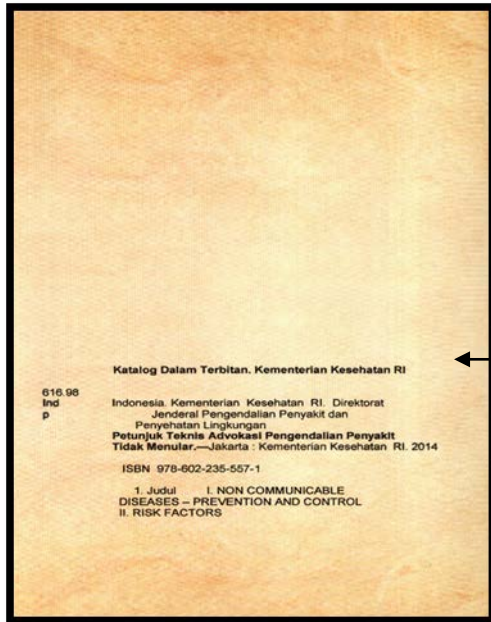 Katalog Dalam Terbitan. Kementerian Kesehatan RI
616.98
Ind Indonesia. Kementerian Kesehatan RI. Direktorat
p Jenderal Pengendalian Penyakit dan
Penyehatan Lingkungan
Petunjuk Teknis Advokasi Pengendalian Penyakit
Tidak Menular.—Jakarta : Kementerian Kesehatan RI. 2014
ISBN 978-602-235-557-1
1. Judul I. NON COMMUNICABLE
DISEASES – PREVENTION AND CONTROL
II. RISK FACTORS